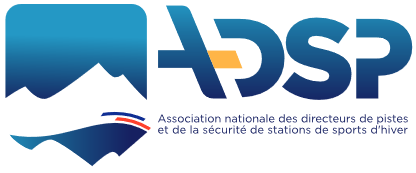 ADSP
Association nationale des directeurs de pistes
et de la sécurité de stations de sports d'hiver